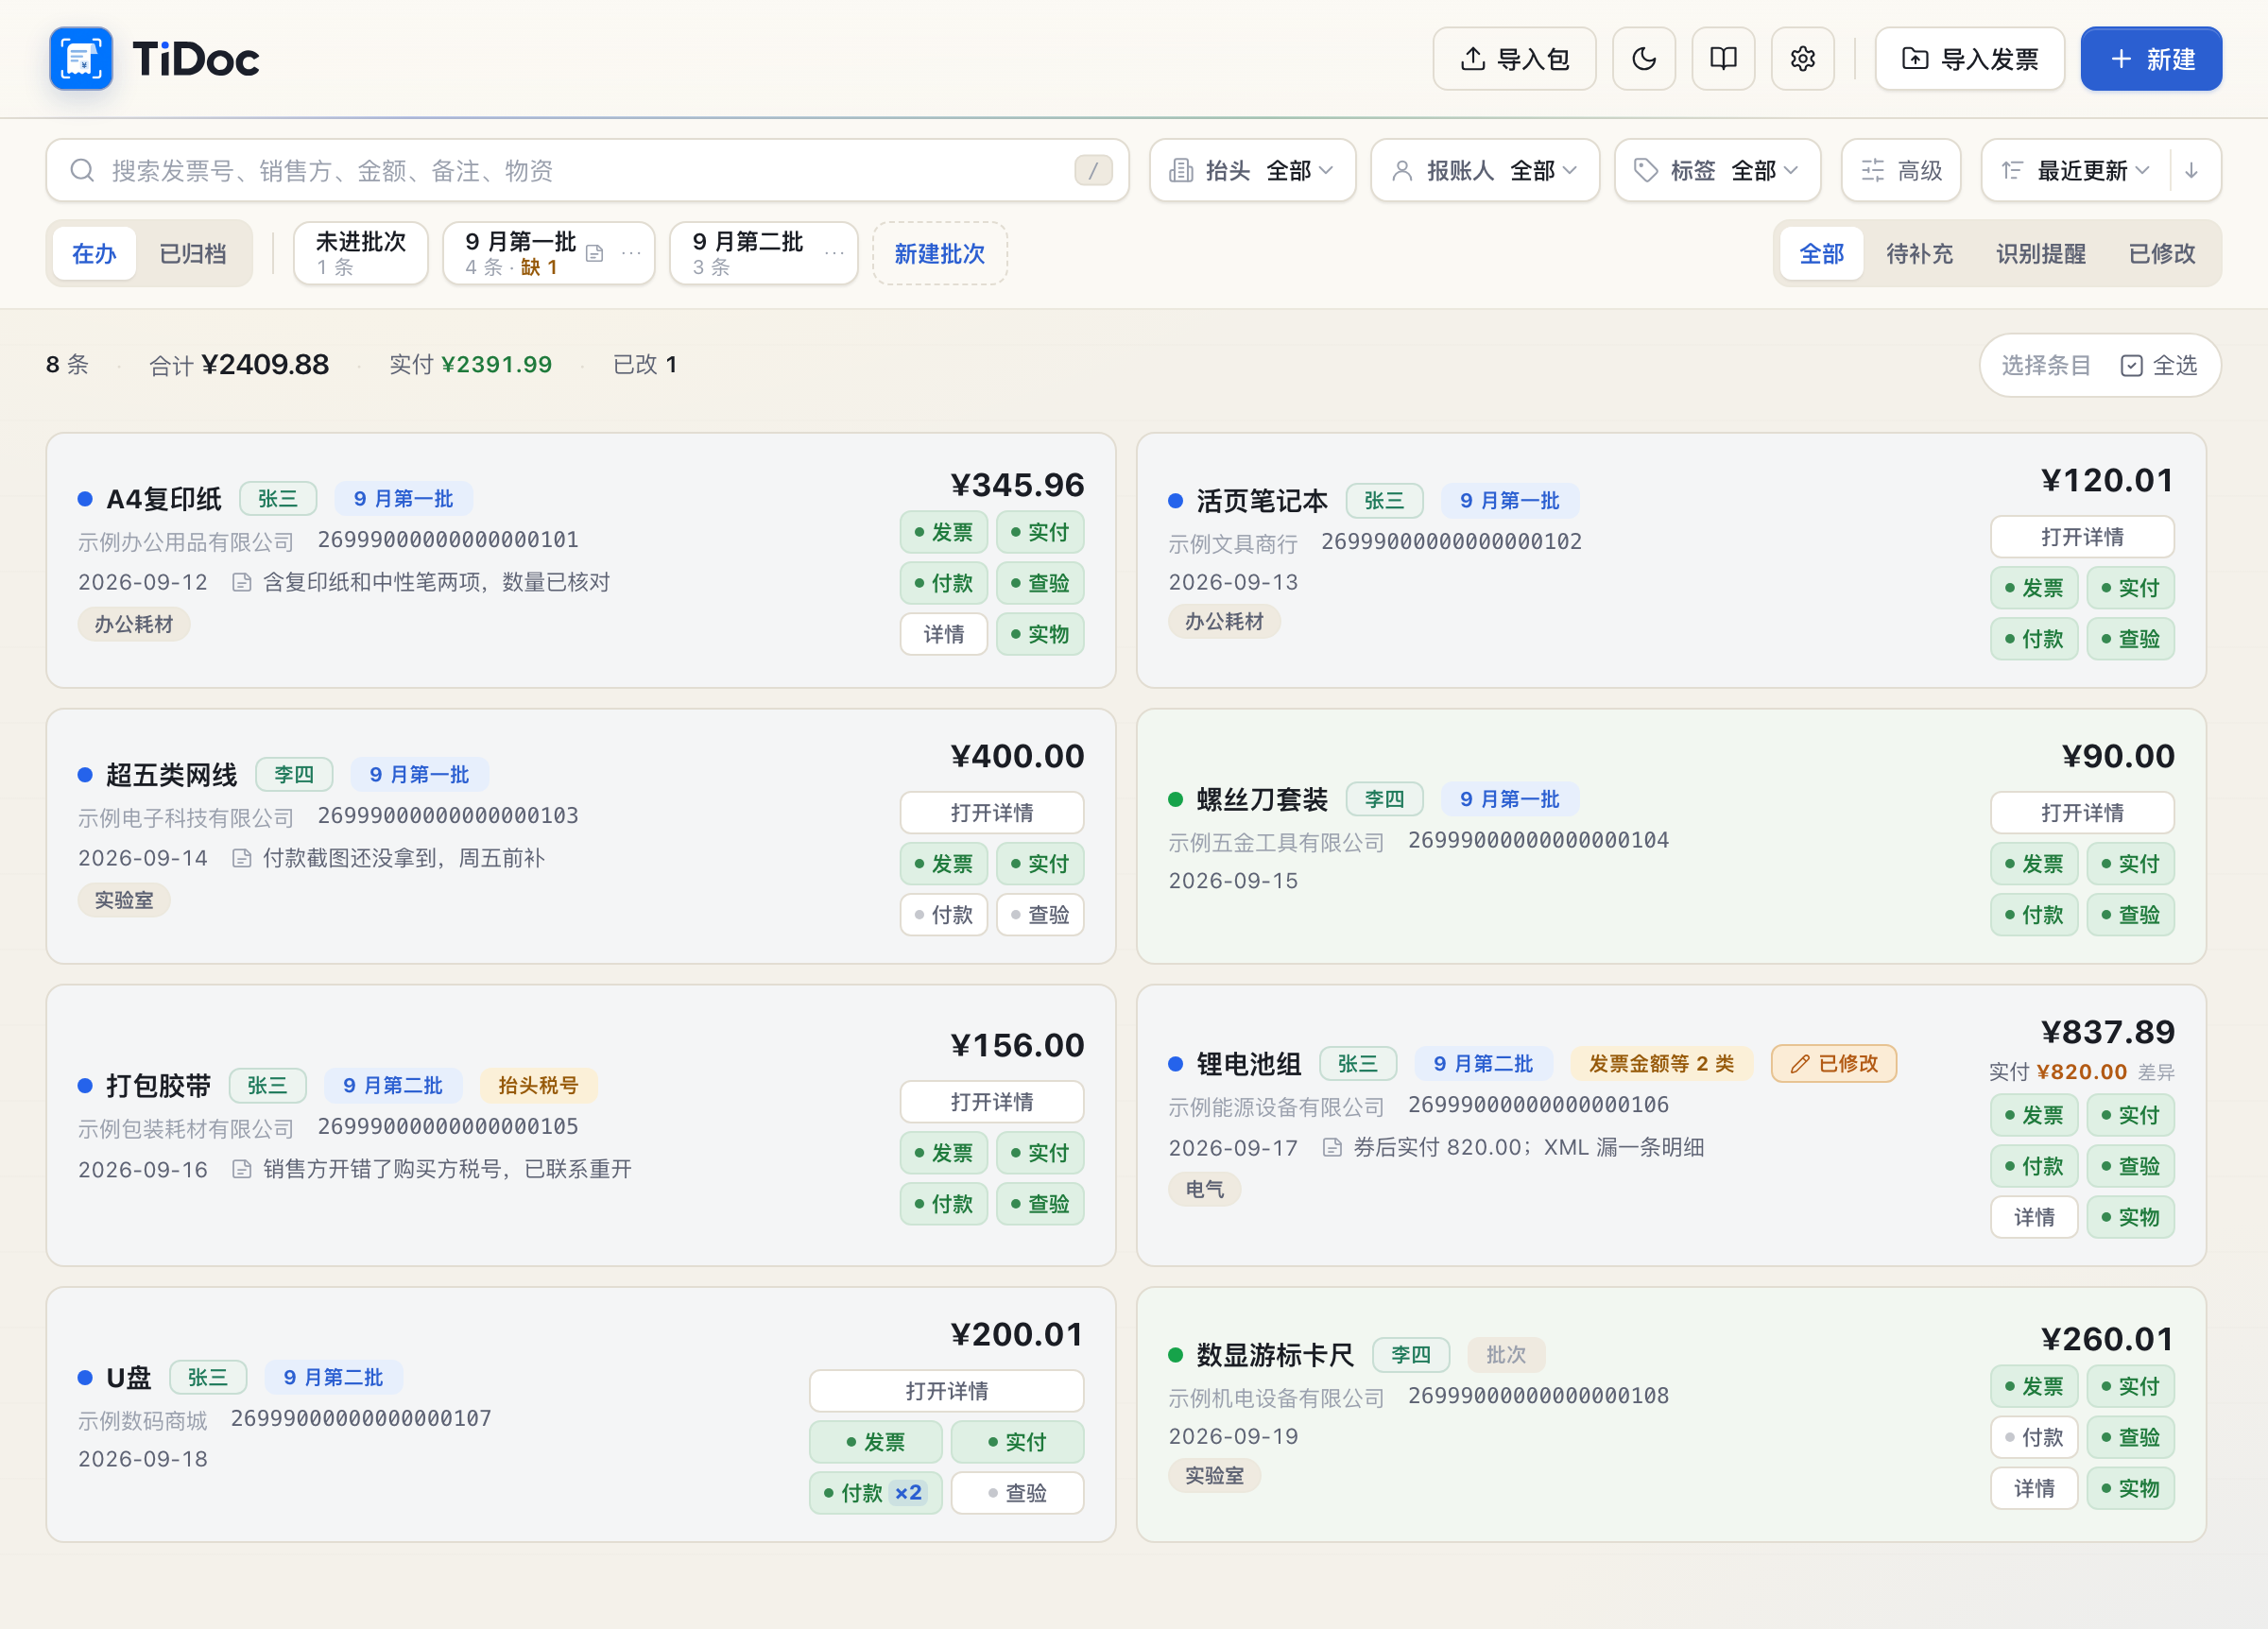 TiDoc
导入包
导入发票
新建
搜索发票号、销售方、金额、备注、物资
/
抬头 全部
报账人 全部
标签 全部
高级
最近更新
在办
已归档
未进批次
1 条
9 月第一批
4 条 · 缺 1
9 月第二批
3 条
新建批次
全部
待补充
识别提醒
已修改
8 条 · 合计 ¥2409.88 · 实付 ¥2391.99 · 已改 1
选择条目
全选
A4复印纸 张三 9 月第一批
示例办公用品有限公司 26999000000000000101
2026-09-12 含复印纸和中性笔两项，数量已核对
办公耗材
¥345.96
发票 实付
付款 查验
详情 实物
活页笔记本 张三 9 月第一批
示例文具商行 26999000000000000102
2026-09-13
办公耗材
¥120.01
打开详情
发票 实付
付款 查验
超五类网线 李四 9 月第一批
示例电子科技有限公司 26999000000000000103
2026-09-14 付款截图还没拿到，周五前补
实验室
¥400.00
打开详情
发票 实付
付款 查验
螺丝刀套装 李四 9 月第一批
示例五金工具有限公司 26999000000000000104
2026-09-15
¥90.00
打开详情
发票 实付
付款 查验
打包胶带 张三 9 月第二批 抬头税号
示例包装耗材有限公司 26999000000000000105
2026-09-16 销售方开错了购买方税号，已联系重开
¥156.00
打开详情
发票 实付
付款 查验
锂电池组 张三 9 月第二批 发票金额等 2 类 已修改
示例能源设备有限公司 26999000000000000106
2026-09-17 券后实付 820.00；XML 漏一条明细
电气
¥837.89
实付 ¥820.00 差异
发票 实付
付款 查验
详情 实物
U盘 张三 9 月第二批
示例数码商城 26999000000000000107
2026-09-18
¥200.01
打开详情
发票 实付
付款 ×2 查验
数显游标卡尺 李四 批次
示例机电设备有限公司 26999000000000000108
2026-09-19
实验室
¥260.01
发票 实付
付款 查验
详情 实物